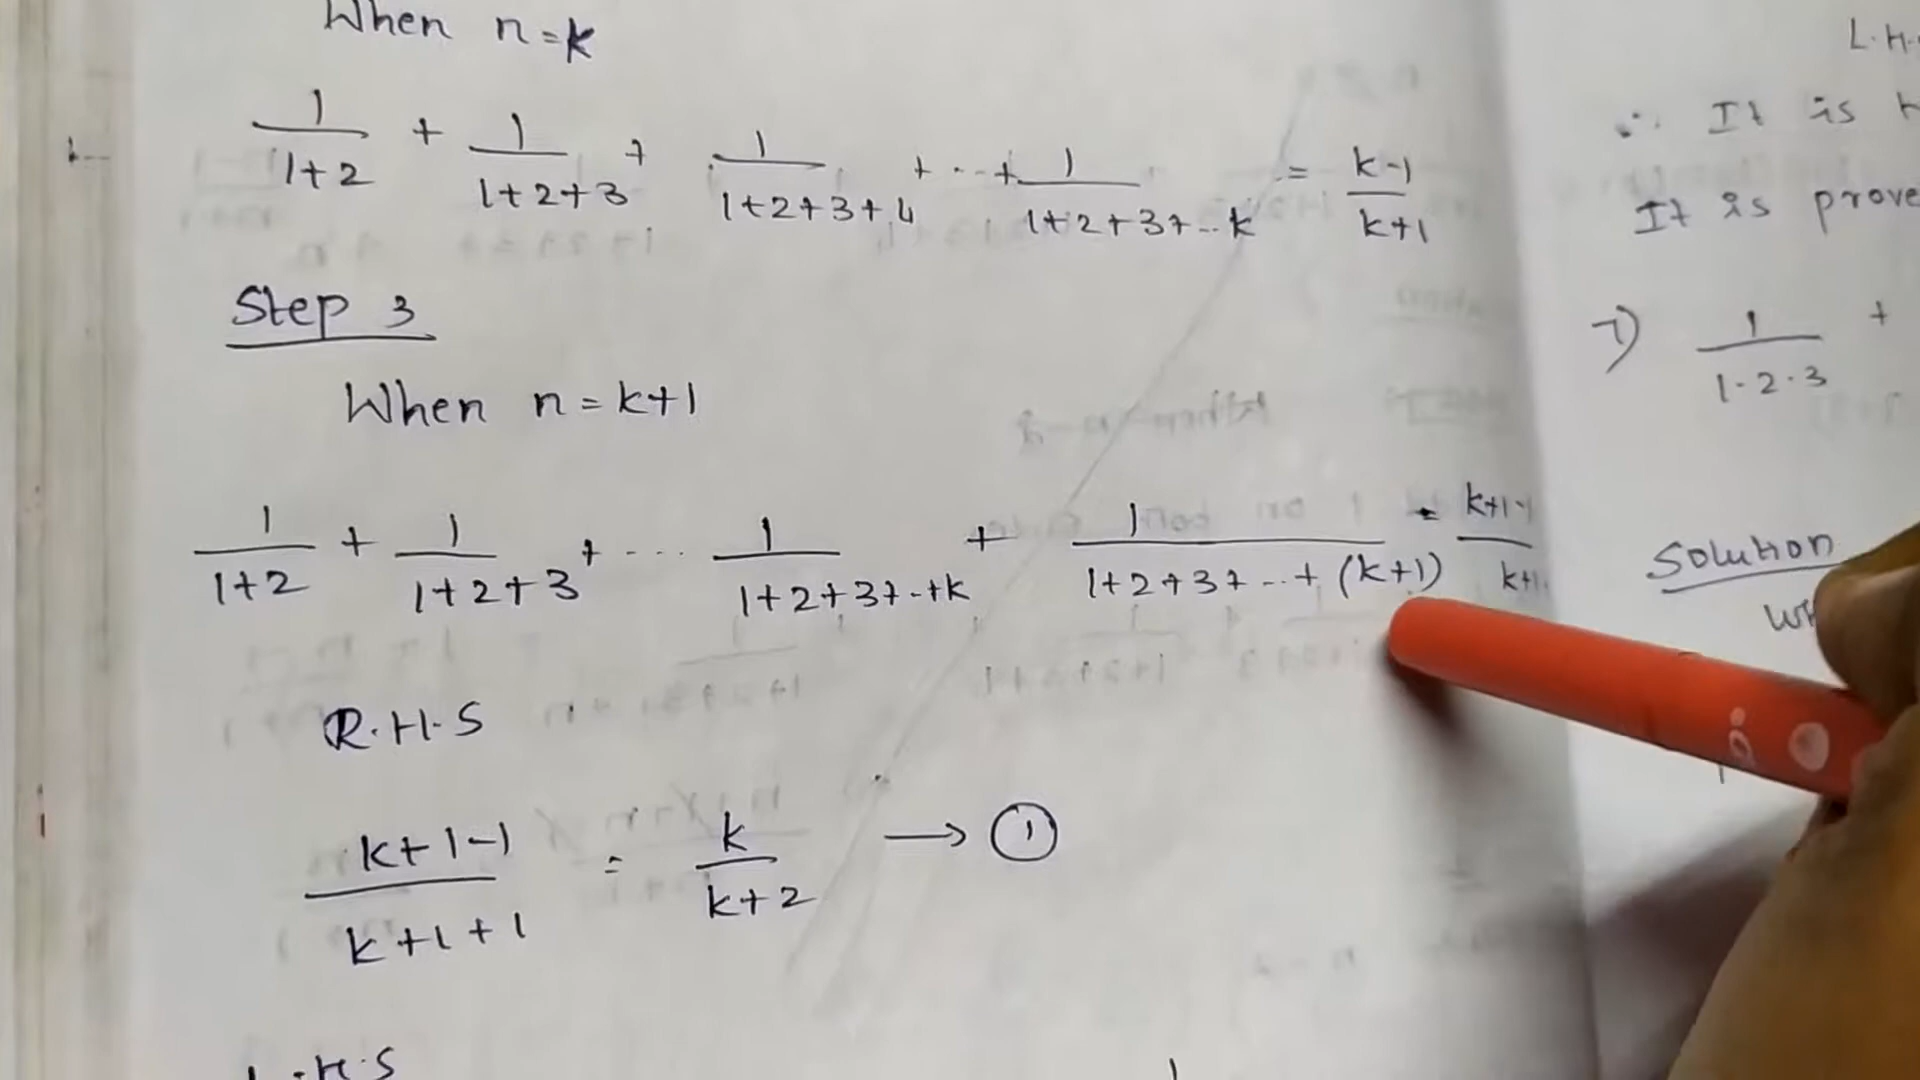 When n=k
1/(1+2) + 1/(1+2+3) + 1/(1+2+3+4) + ... + 1/(1+2+3+...k) = (k-1)/(k+1)
Step 3
When n=k+1
1/(1+2) + 1/(1+2+3) + .... 1/(1+2+3+..+k) + 1/(1+2+3+...+(k+1)) = k+1-1/k+1
R.H.S
(k+1-1)/(k+1+1) = k/(k+2) → ①
L.H.S
1
∴ It is
It is prove
7) 1/(1·2·3) +
Solution